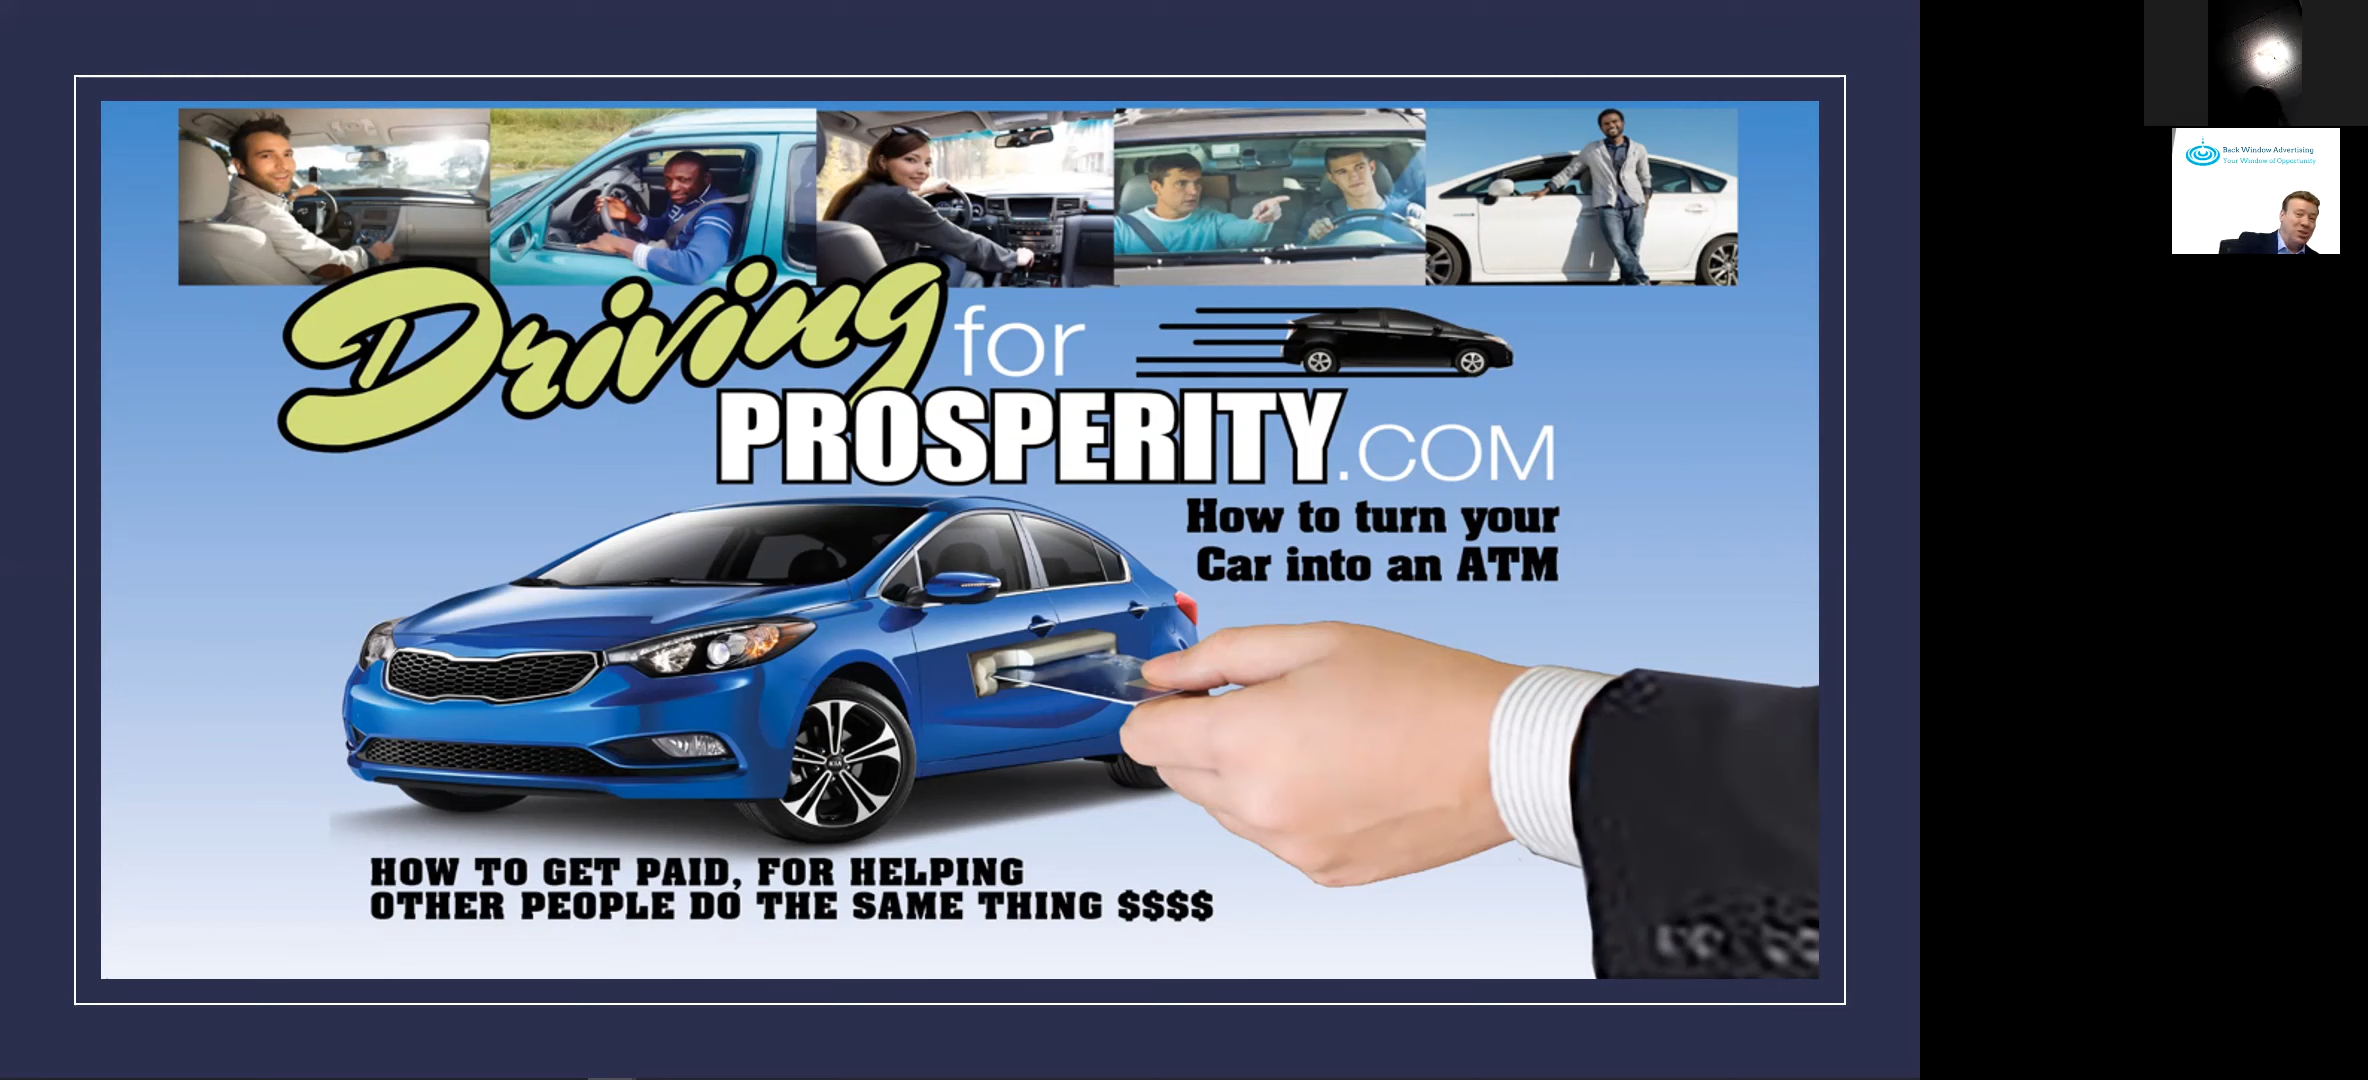 Driving for
PROSPERITY.COM
How to turn your
Car into an ATM
HOW TO GET PAID, FOR HELPING
OTHER PEOPLE DO THE SAME THING $$$$
Back Window Advertising
Your Window of Opportunity